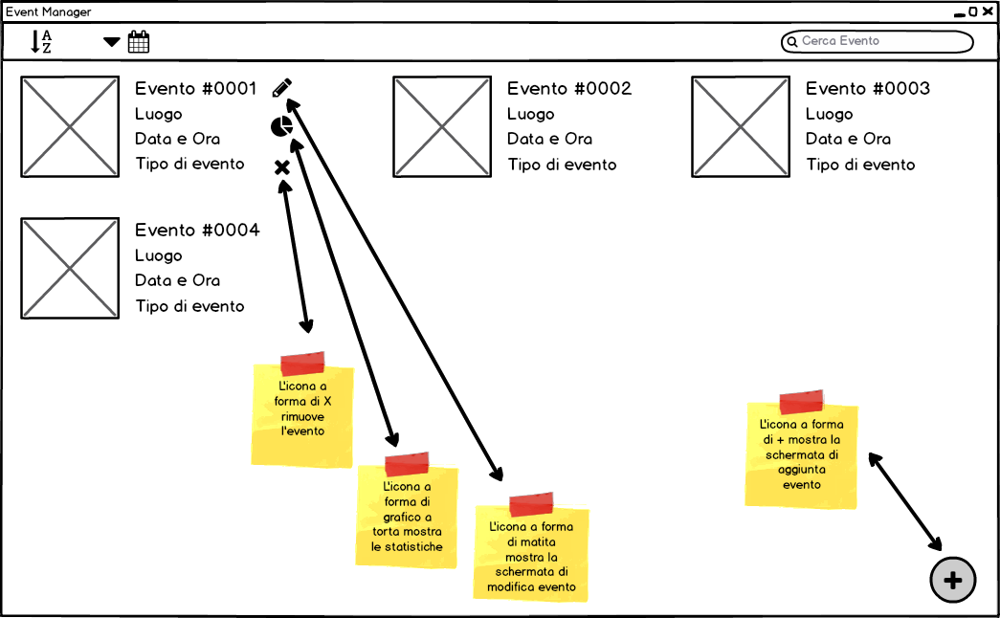 Event Manager
A
Z
Cerca Evento
Evento #0001
Luogo
Data e Ora
Tipo di evento
Evento #0002
Luogo
Data e Ora
Tipo di evento
Evento #0003
Luogo
Data e Ora
Tipo di evento
Evento #0004
Luogo
Data e Ora
Tipo di evento
L'icona a
forma di X
rimuove
l'evento
L'icona a
forma di
grafico a
torta mostra
le statistiche
L'icona a forma
di matita
mostra la
schermata di
modifica evento
L'icona a forma
di + mostra la
schermata di
aggiunta
evento